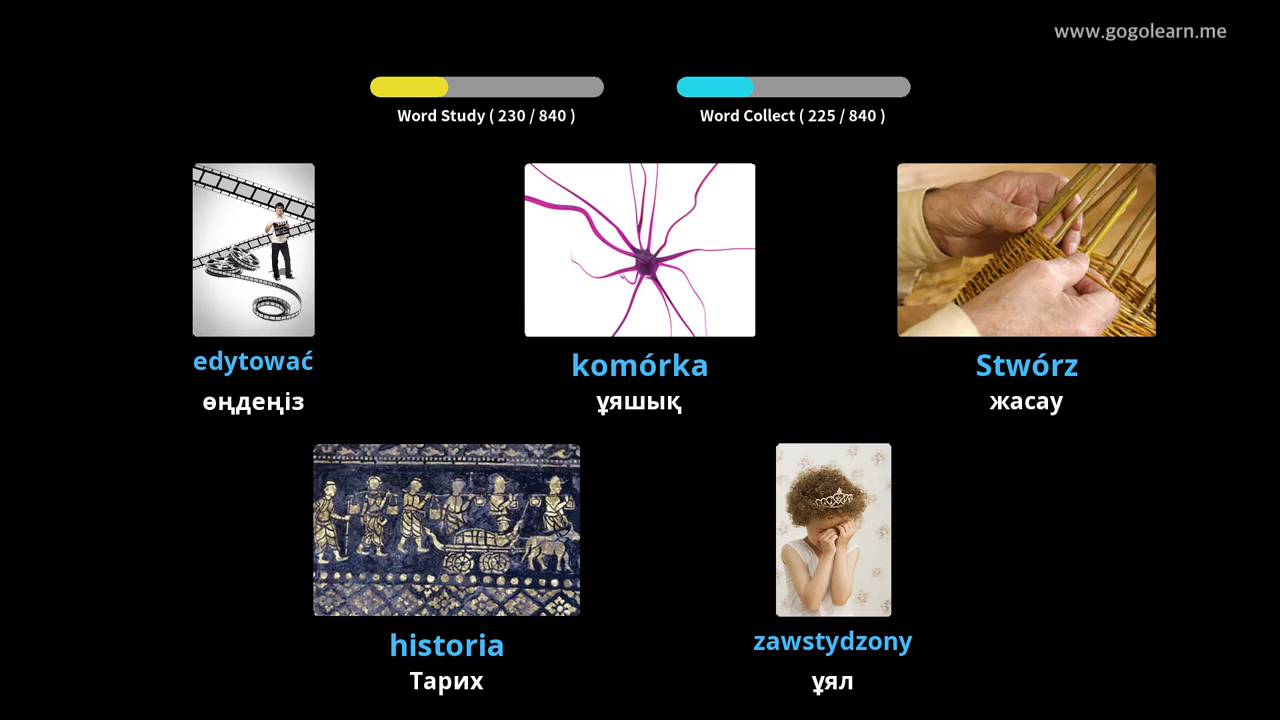 www.gogolearn.me
Word Study ( 230 / 840 )
Word Collect ( 225 / 840 )
edytować
өңдеңіз
komórka
ұяшық
Stwórz
жасау
historia
Тарих
zawstydzony
ұял